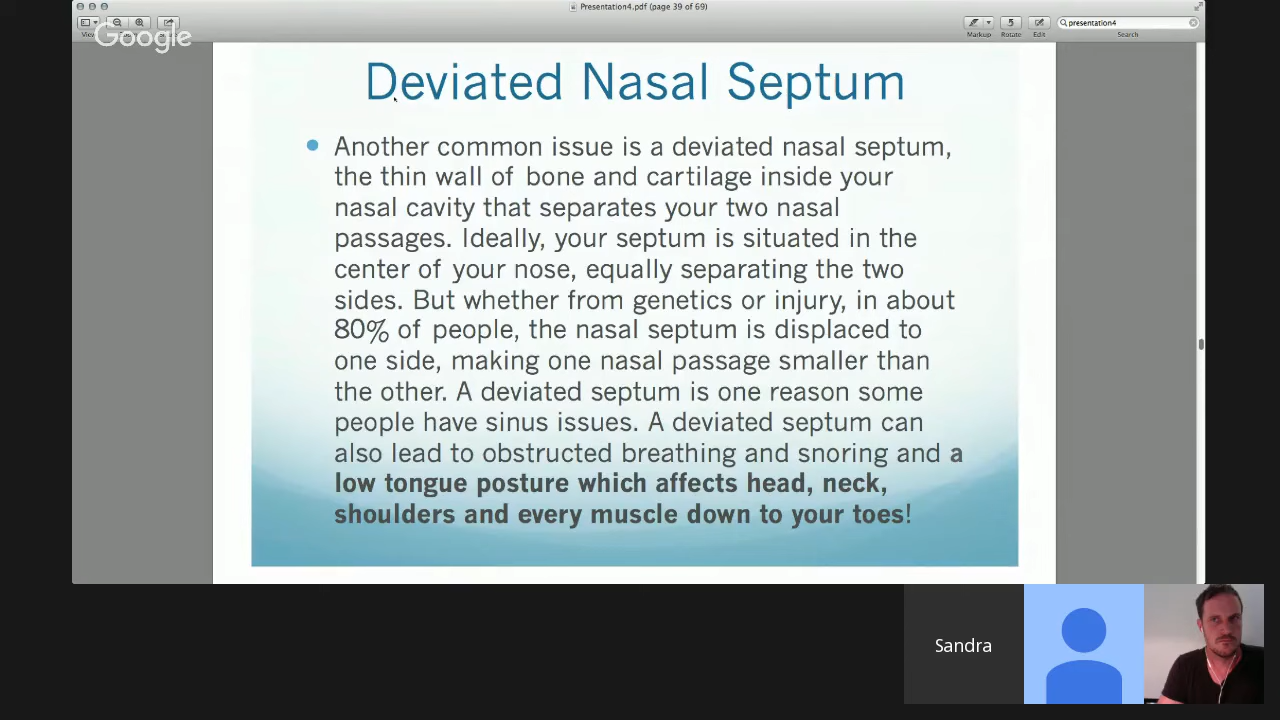 Presentation4.pdf (page 39 of 69)
Google
presentation4
View
Markup
Rotate
Edit
Search
Deviated Nasal Septum
Another common issue is a deviated nasal septum,
the thin wall of bone and cartilage inside your
nasal cavity that separates your two nasal
passages. Ideally, your septum is situated in the
center of your nose, equally separating the two
sides. But whether from genetics or injury, in about
80% of people, the nasal septum is displaced to
one side, making one nasal passage smaller than
the other. A deviated septum is one reason some
people have sinus issues. A deviated septum can
also lead to obstructed breathing and snoring and a
low tongue posture which affects head, neck,
shoulders and every muscle down to your toes!
Sandra